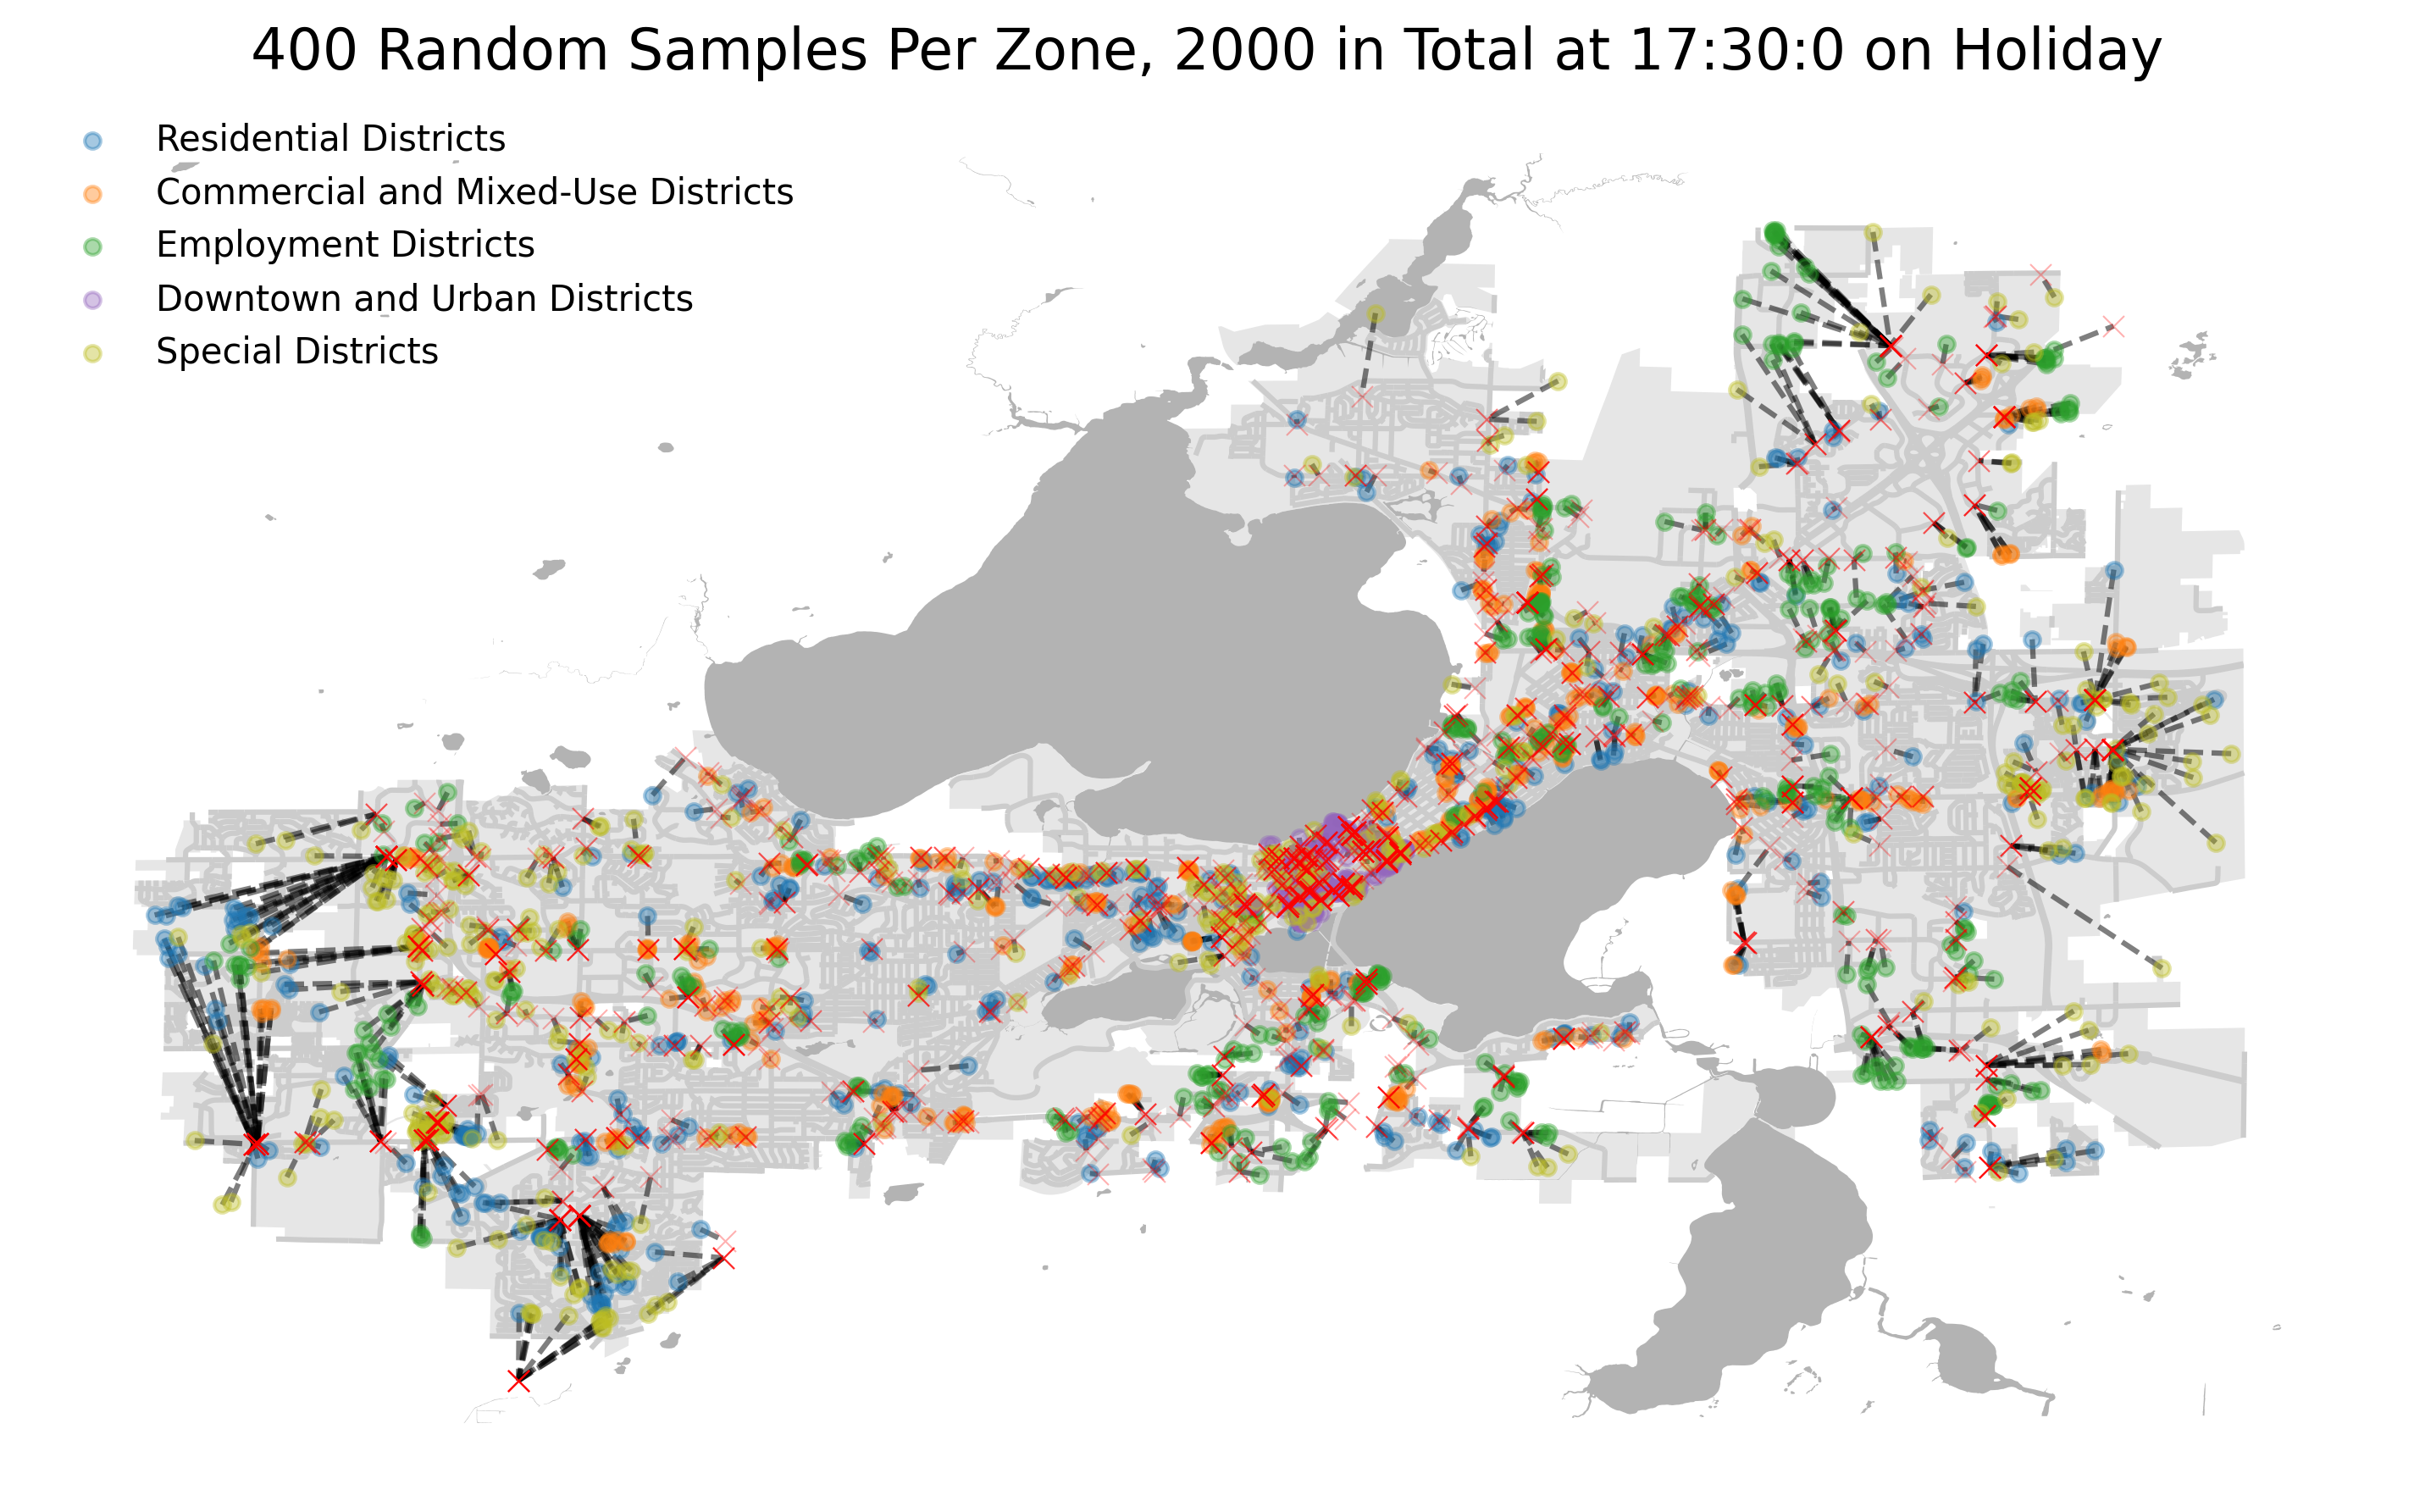 400 Random Samples Per Zone, 2000 in Total at 17:30:0 on Holiday
Residential Districts
Commercial and Mixed-Use Districts
Employment Districts
Downtown and Urban Districts
Special Districts